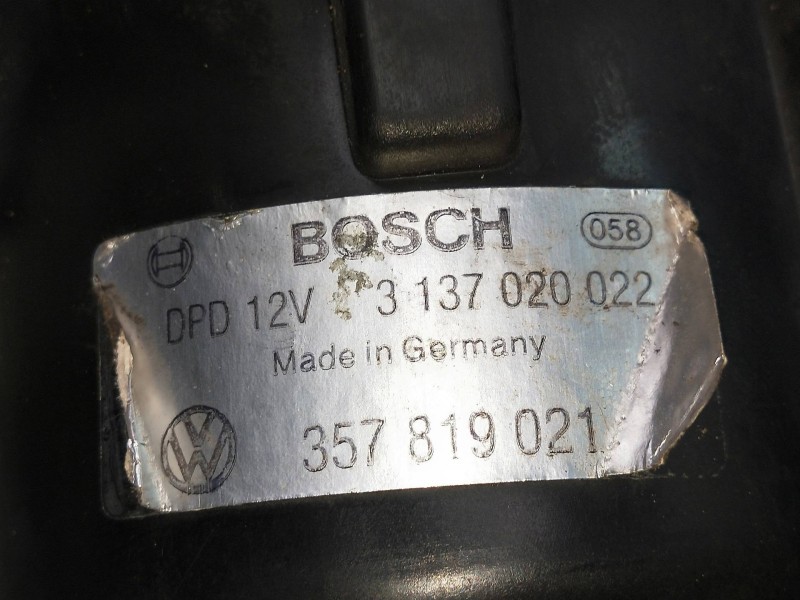 BOSCH 058
DPD 12V 3 137 020 022
Made in Germany
357 819 021